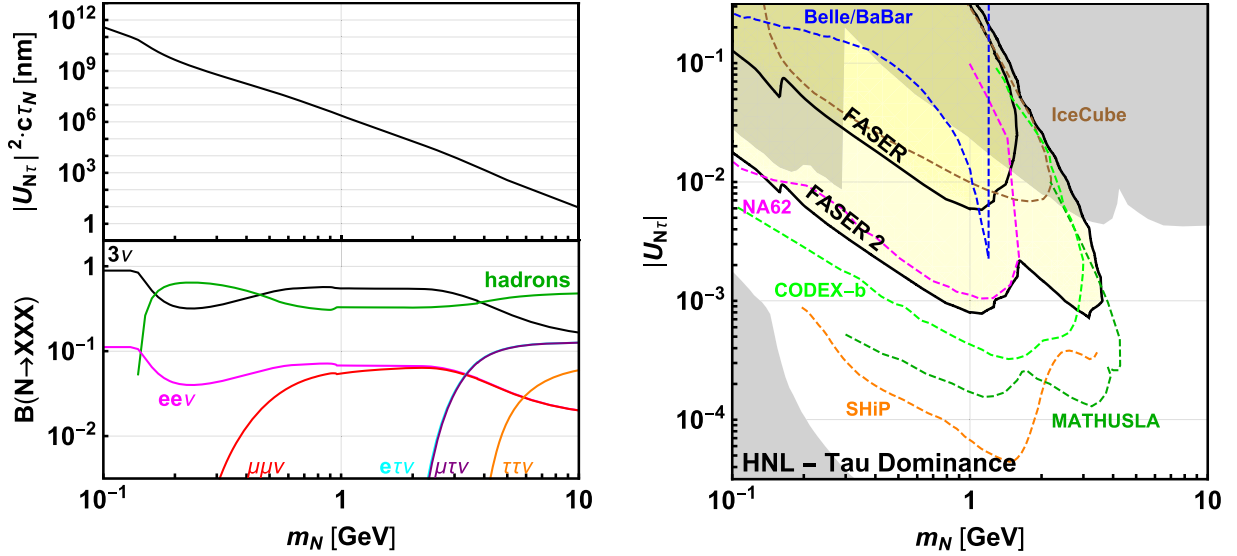 10¹²
10⁹
10⁶
10³
1
|U_Nτ|²·cτ_N [nm]
3ν
hadrons
1
10⁻¹
10⁻²
B(N→XXX)
eeν
μμν
eτν
μτν
ττν
10⁻¹
1
10
m_N [GeV]
Belle/BaBar
IceCube
FASER
FASER 2
NA62
CODEX−b
SHiP
MATHUSLA
HNL − Tau Dominance
10⁻¹
10⁻²
10⁻³
10⁻⁴
|U_Nτ|
10⁻¹
1
10
m_N [GeV]